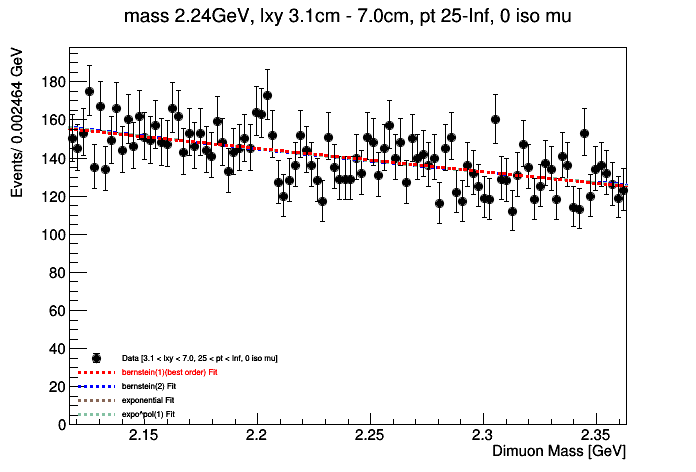 mass 2.24GeV, lxy 3.1cm - 7.0cm, pt 25-Inf, 0 iso mu
Events/ 0.002464 GeV
180
160
140
120
100
80
60
40
20
0
Data [3.1 < lxy < 7.0, 25 < pt < Inf, 0 iso mu]
bernstein(1)(best order) Fit
bernstein(2) Fit
exponential Fit
expo*pol(1) Fit
2.15 2.2 2.25 2.3 2.35
Dimuon Mass [GeV]